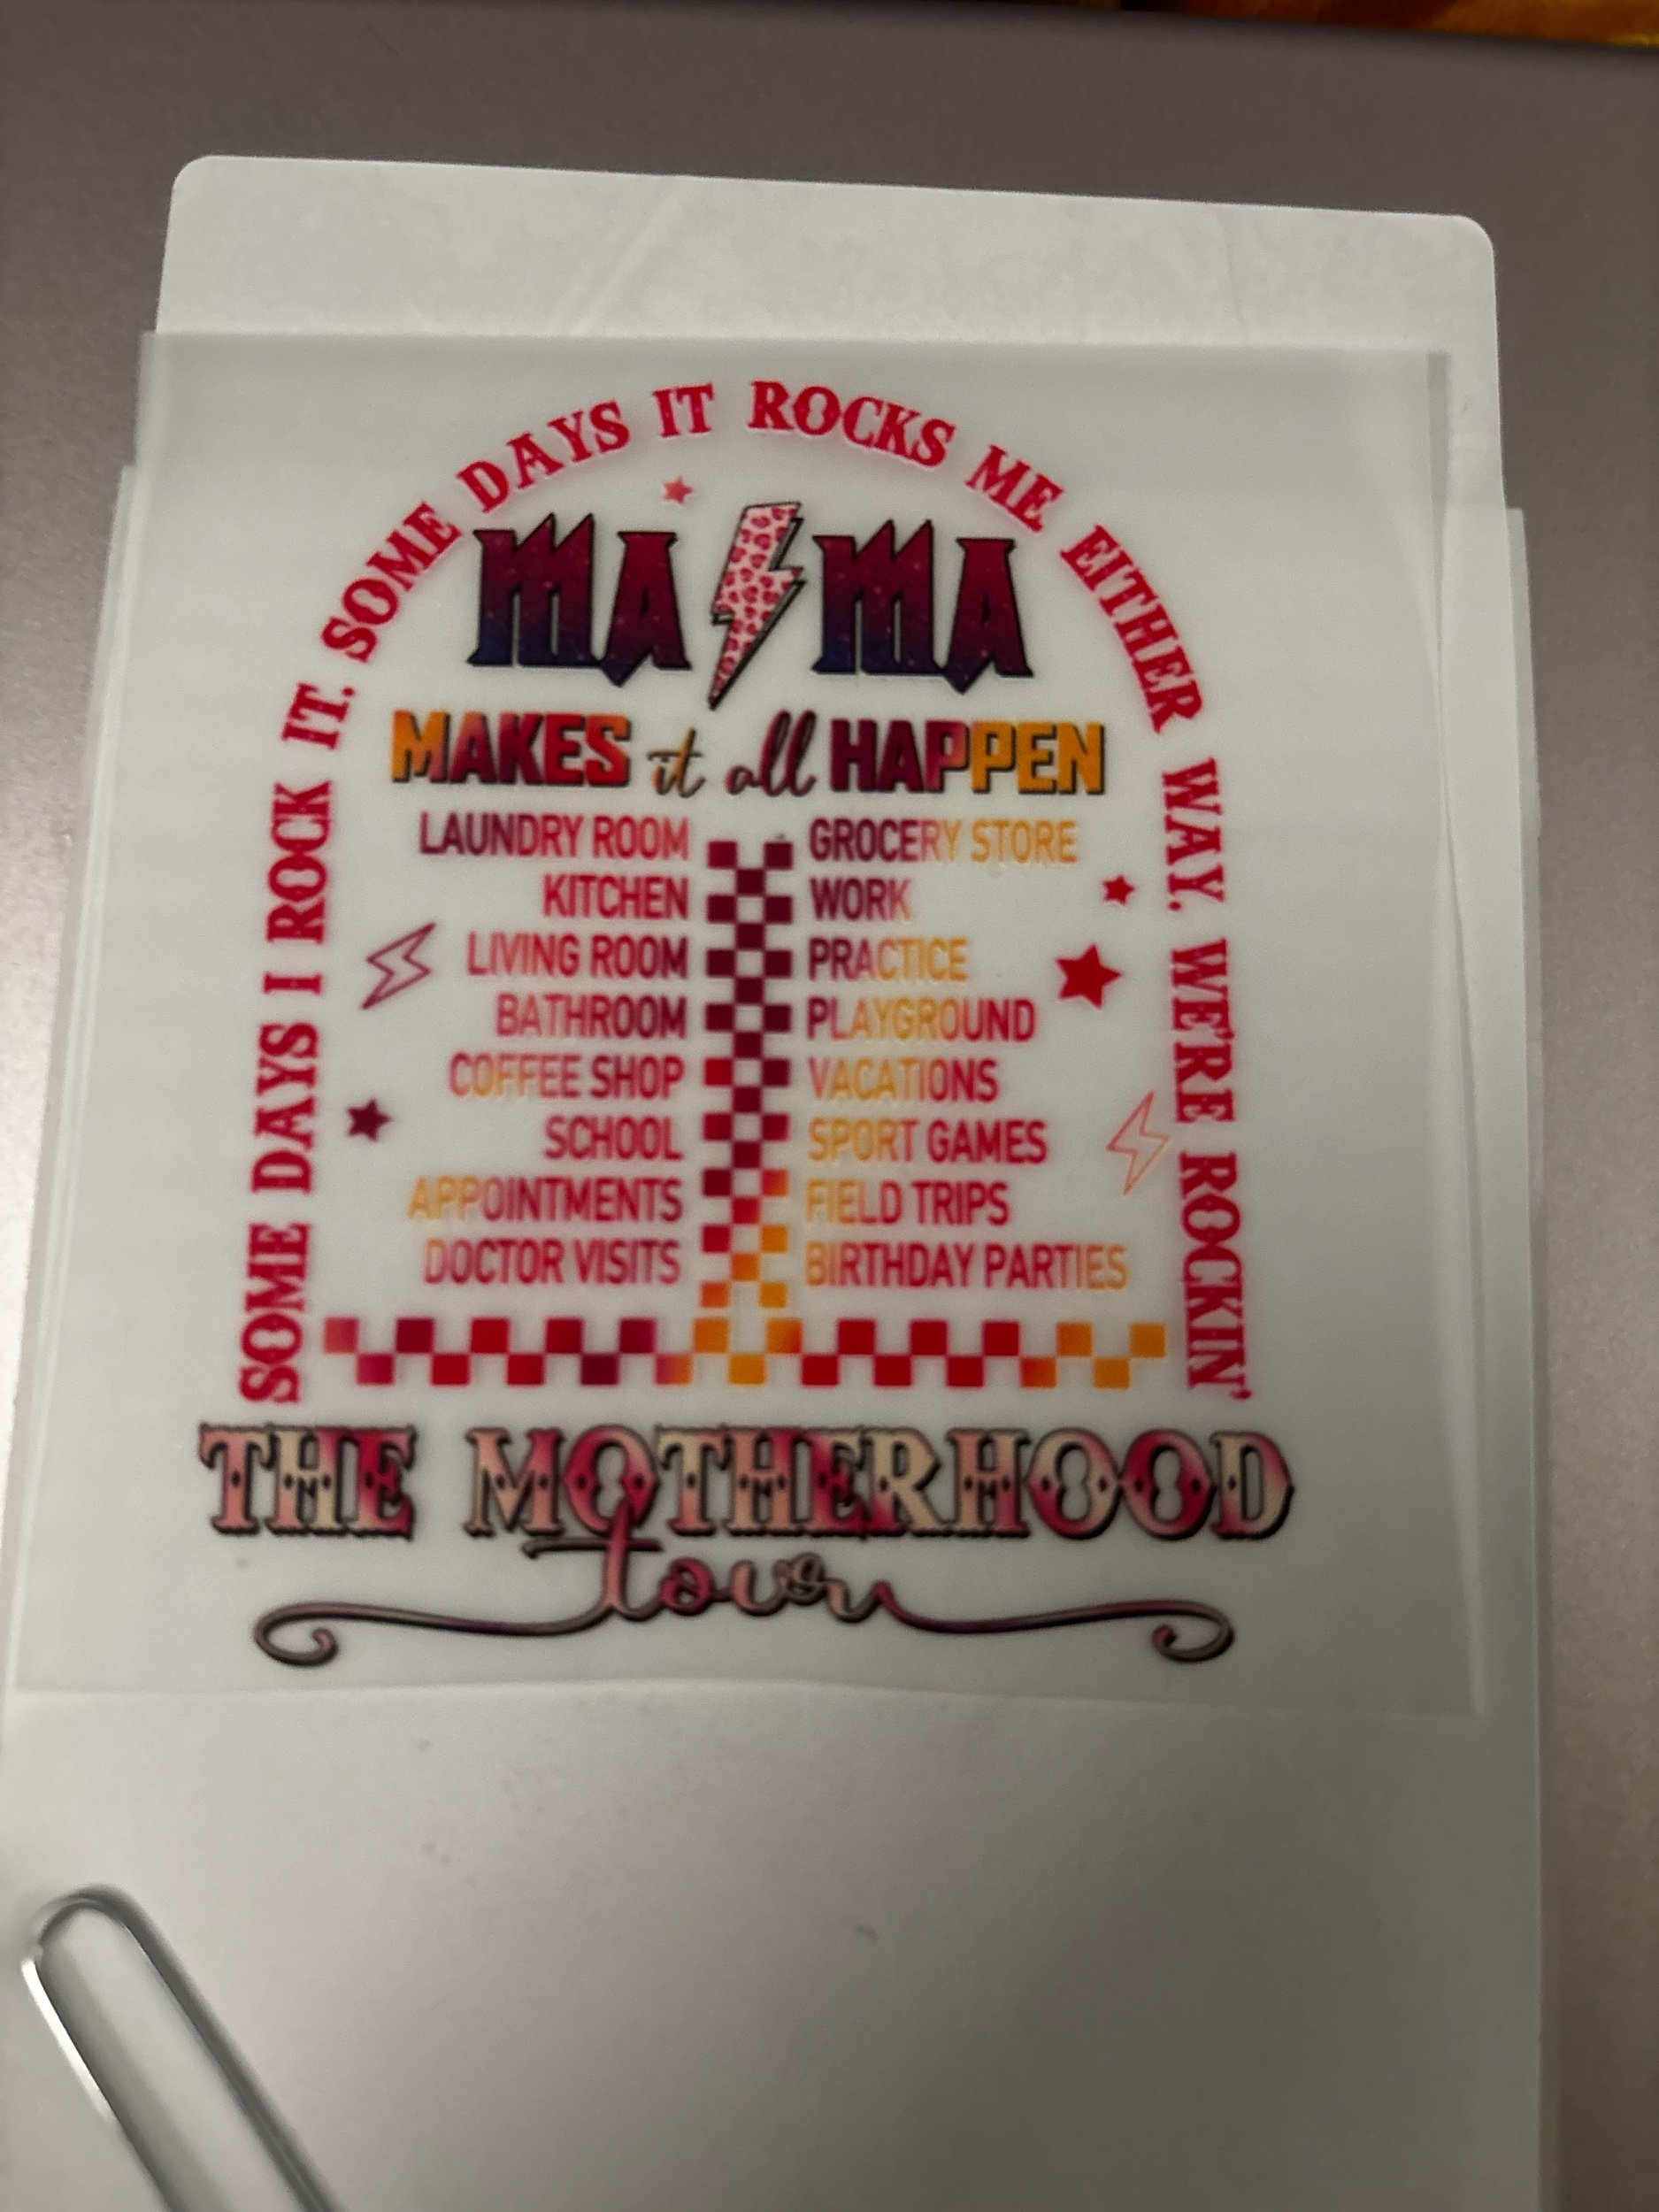 SOME DAYS I ROCK IT. SOME DAYS IT ROCKS ME EITHER WAY. WE'RE ROCKIN'
MA MA
MAKES it all HAPPEN
LAUNDRY ROOM GROCERY STORE
KITCHEN WORK
LIVING ROOM PRACTICE
BATHROOM PLAYGROUND
COFFEE SHOP VACATIONS
SCHOOL SPORT GAMES
APPOINTMENTS FIELD TRIPS
DOCTOR VISITS BIRTHDAY PARTIES
THE MOTHERHOOD
tour